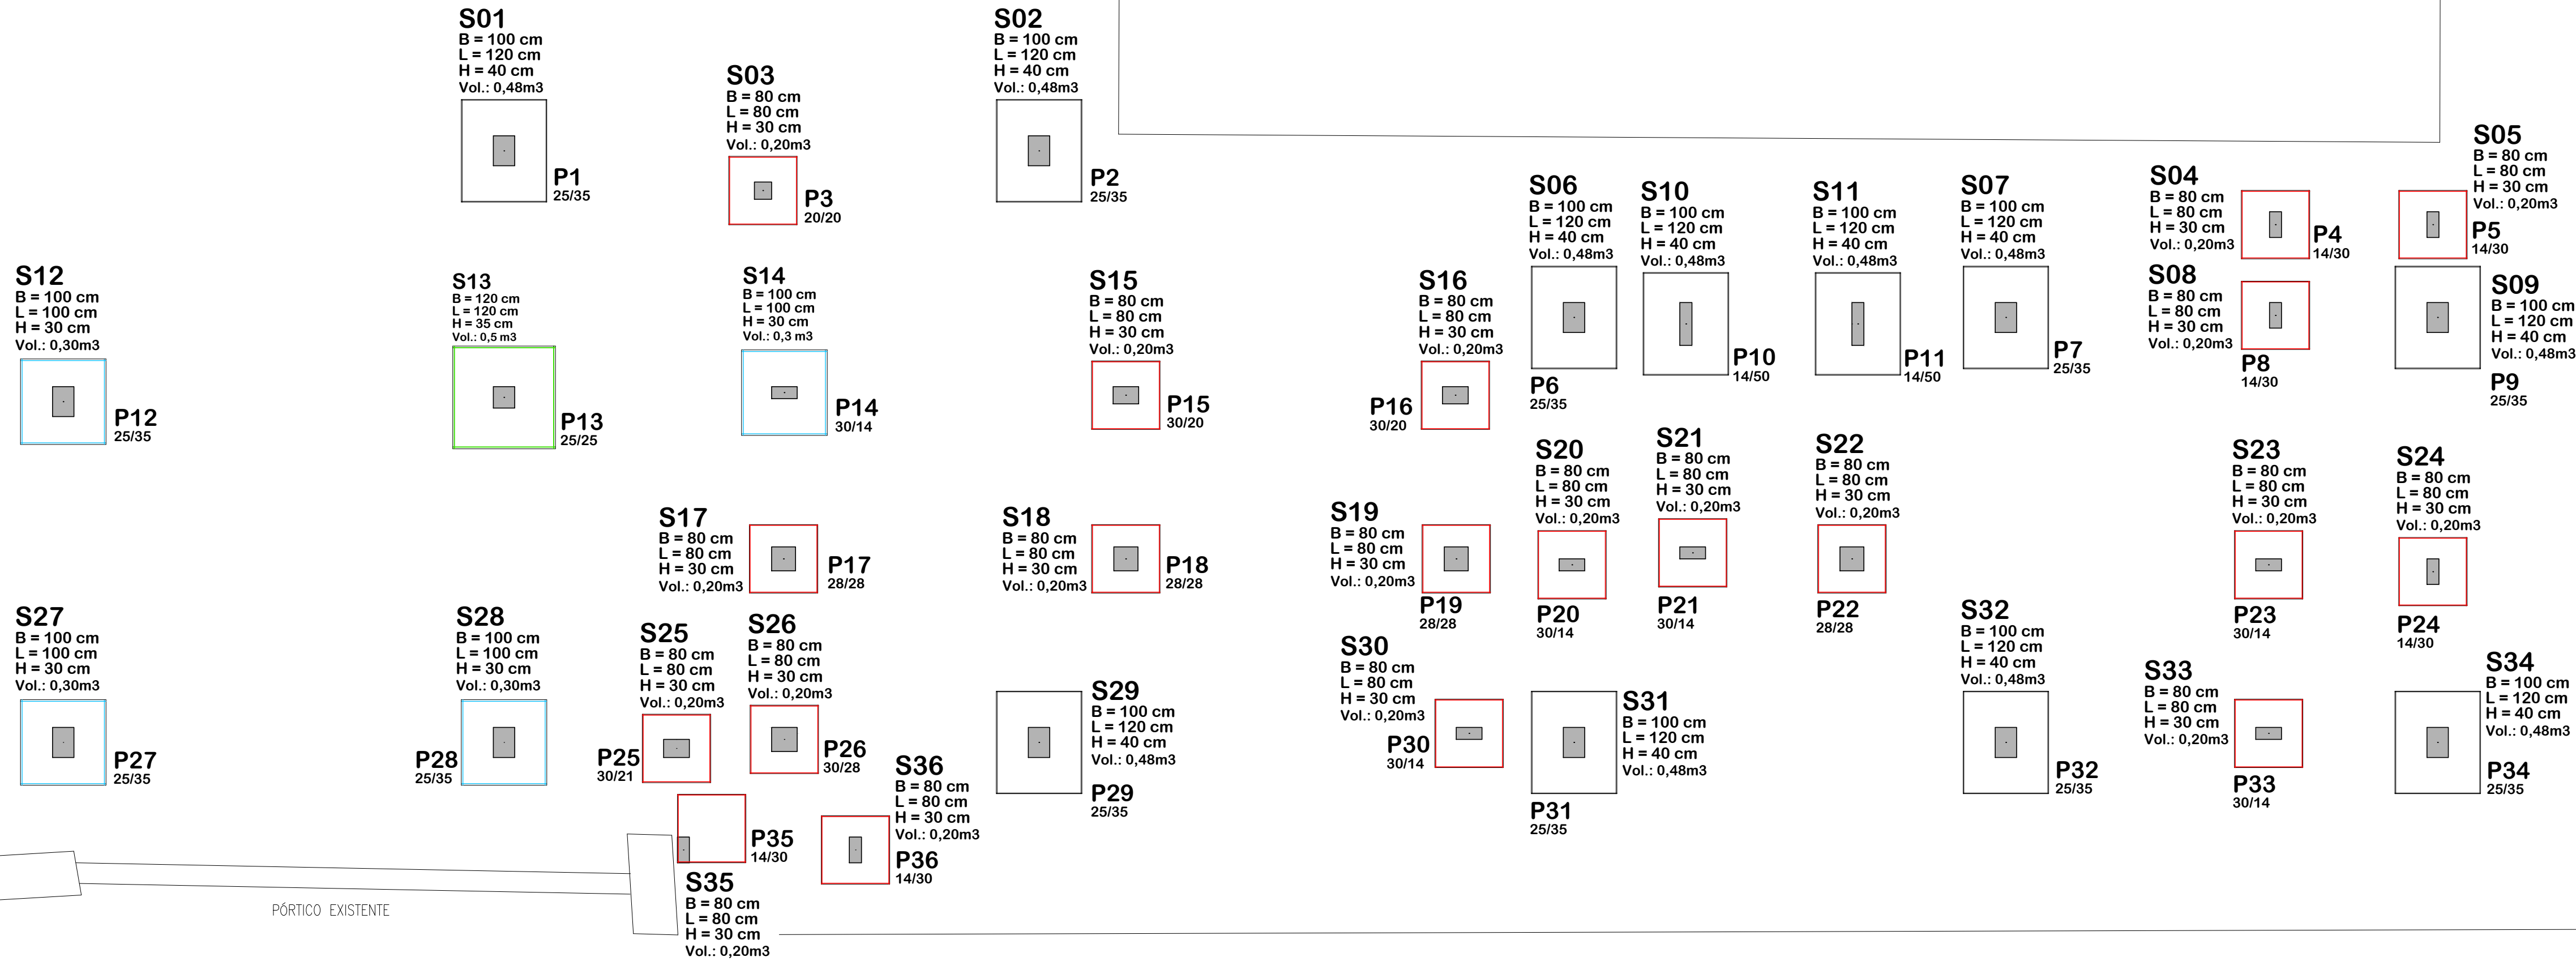 S01
B = 100 cm
L = 120 cm
H = 40 cm
Vol.: 0,48m3
P1
25/35
S03
B = 80 cm
L = 80 cm
H = 30 cm
Vol.: 0,20m3
P3
20/20
S02
B = 100 cm
L = 120 cm
H = 40 cm
Vol.: 0,48m3
P2
25/35
S06
B = 100 cm
L = 120 cm
H = 40 cm
Vol.: 0,48m3
P6
25/35
S10
B = 100 cm
L = 120 cm
H = 40 cm
Vol.: 0,48m3
P10
14/50
S11
B = 100 cm
L = 120 cm
H = 40 cm
Vol.: 0,48m3
P11
14/50
S07
B = 100 cm
L = 120 cm
H = 40 cm
Vol.: 0,48m3
P7
25/35
S04
B = 80 cm
L = 80 cm
H = 30 cm
Vol.: 0,20m3
P4
14/30
S05
B = 80 cm
L = 80 cm
H = 30 cm
Vol.: 0,20m3
P5
14/30
S08
B = 80 cm
L = 80 cm
H = 30 cm
Vol.: 0,20m3
P8
14/30
S09
B = 100 cm
L = 120 cm
H = 40 cm
Vol.: 0,48m3
P9
25/35
S12
B = 100 cm
L = 100 cm
H = 30 cm
Vol.: 0,30m3
P12
25/35
S13
B = 120 cm
L = 120 cm
H = 35 cm
Vol.: 0,5 m3
P13
25/25
S14
B = 100 cm
L = 100 cm
H = 30 cm
Vol.: 0,3 m3
P14
30/14
S15
B = 80 cm
L = 80 cm
H = 30 cm
Vol.: 0,20m3
P15
30/20
S16
B = 80 cm
L = 80 cm
H = 30 cm
Vol.: 0,20m3
P16
30/20
S17
B = 80 cm
L = 80 cm
H = 30 cm
Vol.: 0,20m3
P17
28/28
S18
B = 80 cm
L = 80 cm
H = 30 cm
Vol.: 0,20m3
P18
28/28
S19
B = 80 cm
L = 80 cm
H = 30 cm
Vol.: 0,20m3
P19
28/28
S20
B = 80 cm
L = 80 cm
H = 30 cm
Vol.: 0,20m3
P20
30/14
S21
B = 80 cm
L = 80 cm
H = 30 cm
Vol.: 0,20m3
P21
30/14
S22
B = 80 cm
L = 80 cm
H = 30 cm
Vol.: 0,20m3
P22
28/28
S23
B = 80 cm
L = 80 cm
H = 30 cm
Vol.: 0,20m3
P23
30/14
S24
B = 80 cm
L = 80 cm
H = 30 cm
Vol.: 0,20m3
P24
14/30
S27
B = 100 cm
L = 100 cm
H = 30 cm
Vol.: 0,30m3
P27
25/35
S28
B = 100 cm
L = 100 cm
H = 30 cm
Vol.: 0,30m3
P28
25/35
S25
B = 80 cm
L = 80 cm
H = 30 cm
Vol.: 0,20m3
P25
30/21
S26
B = 80 cm
L = 80 cm
H = 30 cm
Vol.: 0,20m3
P26
30/28
S29
B = 100 cm
L = 120 cm
H = 40 cm
Vol.: 0,48m3
P29
25/35
S30
B = 80 cm
L = 80 cm
H = 30 cm
Vol.: 0,20m3
P30
30/14
S31
B = 100 cm
L = 120 cm
H = 40 cm
Vol.: 0,48m3
P31
25/35
S32
B = 100 cm
L = 120 cm
H = 40 cm
Vol.: 0,48m3
P32
25/35
S33
B = 80 cm
L = 80 cm
H = 30 cm
Vol.: 0,20m3
P33
30/14
S34
B = 100 cm
L = 120 cm
H = 40 cm
Vol.: 0,48m3
P34
25/35
S36
B = 80 cm
L = 80 cm
H = 30 cm
Vol.: 0,20m3
P36
14/30
P35
14/30
S35
B = 80 cm
L = 80 cm
H = 30 cm
Vol.: 0,20m3
PÓRTICO EXISTENTE